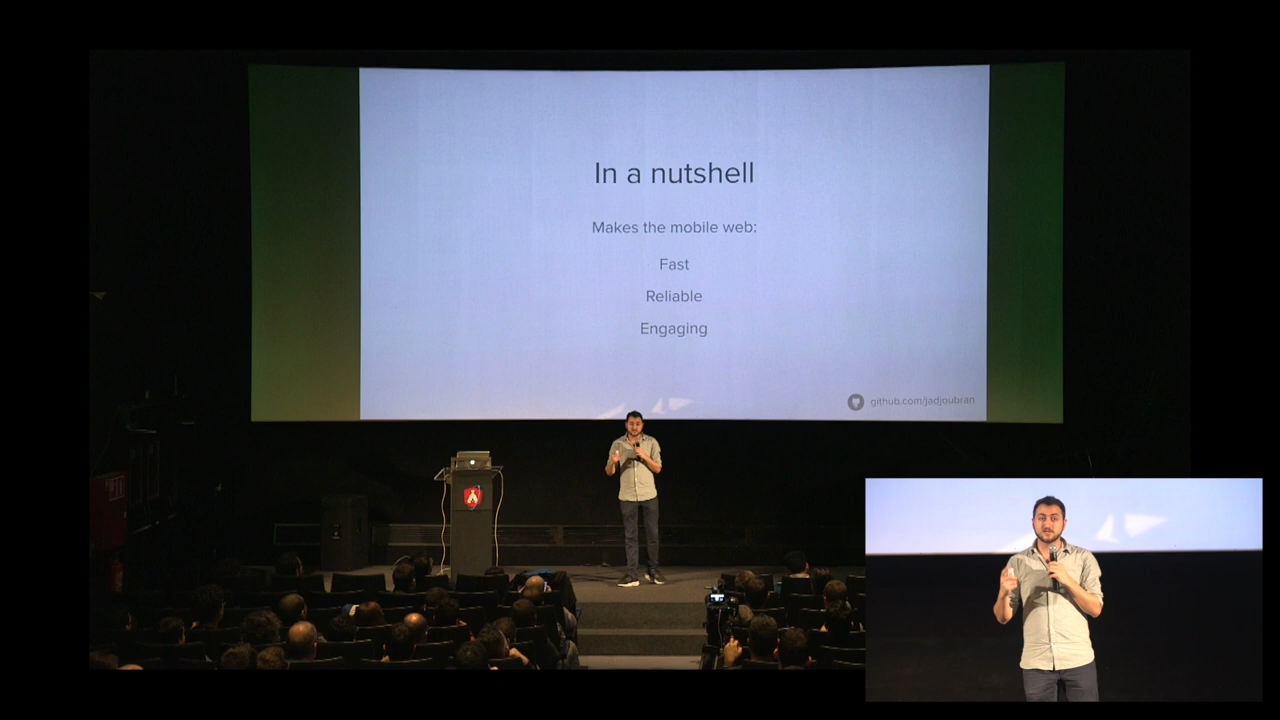 In a nutshell
Makes the mobile web:
Fast
Reliable
Engaging
github.com/jadjoubran